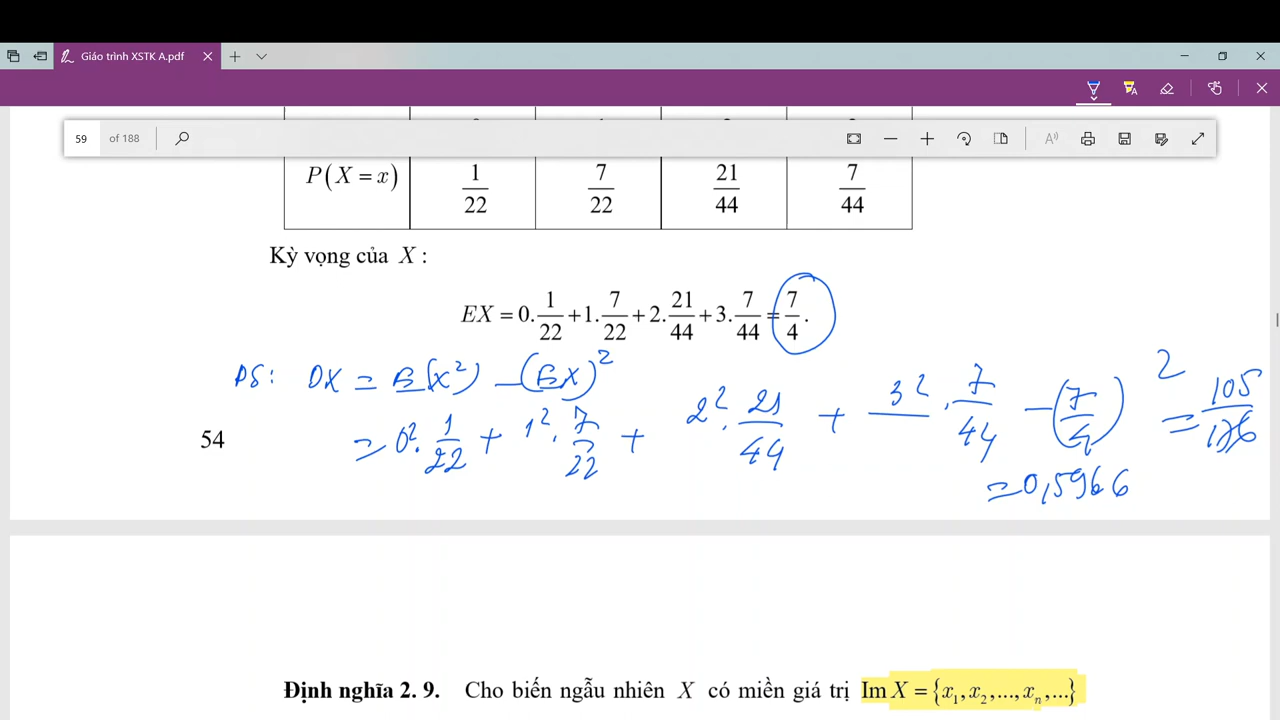 Giáo trình XSTK A.pdf
59 of 188
P(X = x) 1/22 7/22 21/44 7/44
Kỳ vọng của X :
EX = 0.1/22 + 1.7/22 + 2.21/44 + 3.7/44 = 7/4.
PS: DX = E(X²) – (EX)²
= 0².1/22 + 1².7/22 + 2².21/44 + 3².7/44 – (7/4)² = 105/176
= 0,5966
54
Định nghĩa 2. 9. Cho biến ngẫu nhiên X có miền giá trị Im X = {x₁, x₂,..., xₙ,...}